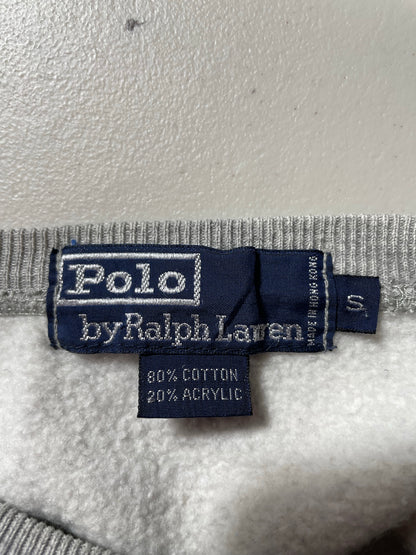 Polo
by Ralph Lauren
MADE IN HONG KONG
S
80% COTTON
20% ACRYLIC